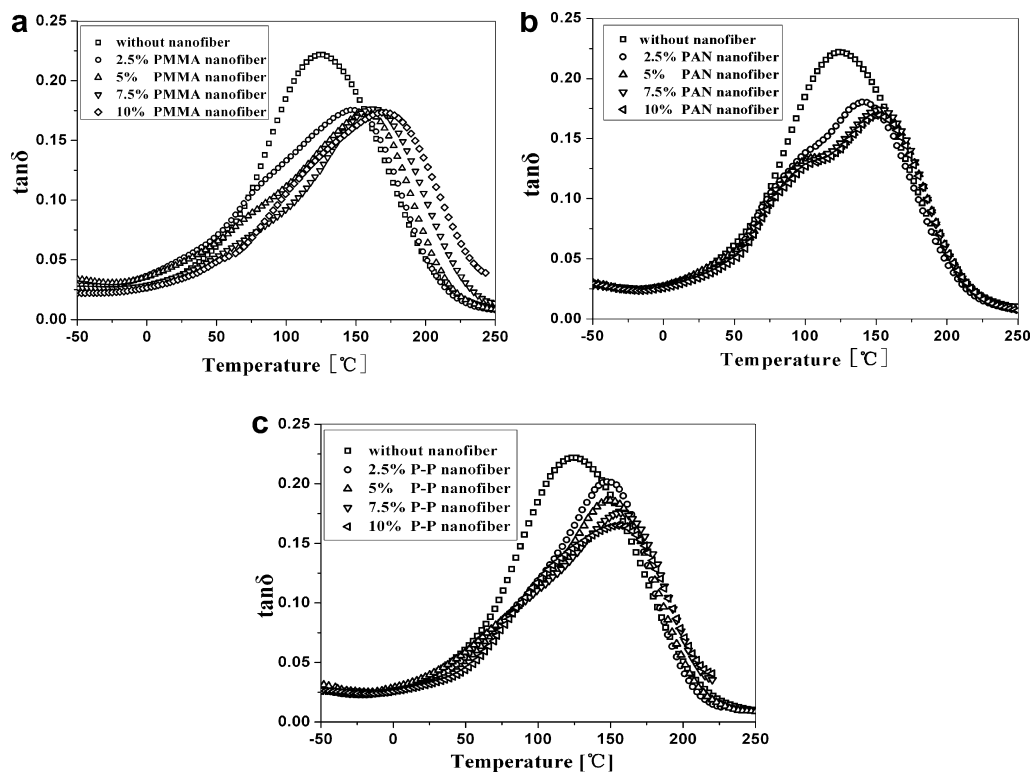 a
without nanofiber
2.5% PMMA nanofiber
5% PMMA nanofiber
7.5% PMMA nanofiber
10% PMMA nanofiber
0.25
0.20
0.15
0.10
0.05
0.00
tanδ
-50 0 50 100 150 200 250
Temperature [℃]
b
without nanofiber
2.5% PAN nanofiber
5% PAN nanofiber
7.5% PAN nanofiber
10% PAN nanofiber
0.25
0.20
0.15
0.10
0.05
0.00
tanδ
-50 0 50 100 150 200 250
Temperature [℃]
c
without nanofiber
2.5% P-P nanofiber
5% P-P nanofiber
7.5% P-P nanofiber
10% P-P nanofiber
0.25
0.20
0.15
0.10
0.05
0.00
tanδ
-50 0 50 100 150 200 250
Temperature [℃]